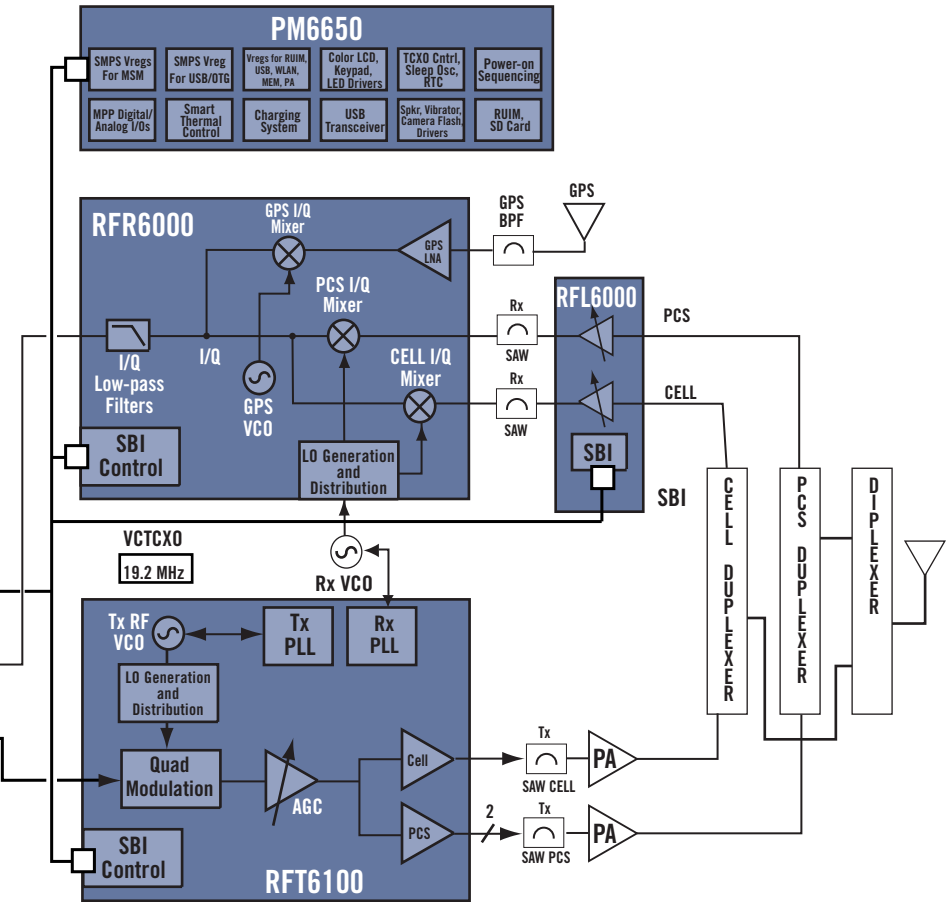 PM6650
SMPS Vregs
For MSM
SMPS Vreg
For USB/OTG
Vregs for RUIM,
USB, WLAN,
MEM, PA
Color LCD,
Keypad,
LED Drivers
TCXO Cntrl,
Sleep Osc,
RTC
Power-on
Sequencing
MPP Digital/
Analog I/Os
Smart
Thermal
Control
Charging
System
USB
Transceiver
Spkr, Vibrator,
Camera Flash,
Drivers
RUIM,
SD Card
RFR6000
GPS I/Q
Mixer
GPS
LNA
GPS
BPF
GPS
PCS I/Q
Mixer
Rx
SAW
RFL6000
PCS
I/Q
Low-pass
Filters
I/Q
GPS
VCO
CELL I/Q
Mixer
Rx
SAW
CELL
SBI
Control
LO Generation
and
Distribution
SBI
SBI
CELL DUPLEXER
PCS DUPLEXER
DIPLEXER
VCTCXO
19.2 MHz
Rx VCO
Tx RF
VCO
Tx
PLL
Rx
PLL
LO Generation
and
Distribution
Quad
Modulation
AGC
Cell
PCS
Tx
SAW CELL
PA
2
Tx
SAW PCS
PA
SBI
Control
RFT6100